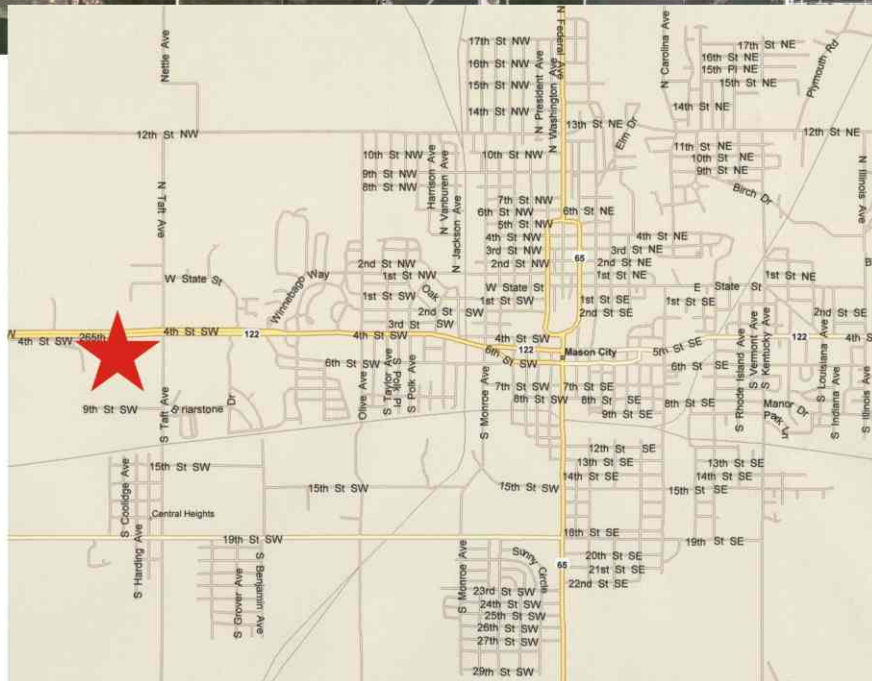 Nettle Ave
N Federal Ave
17th St NW
16th St NW
15th St NW
14th St NW
N President Ave
N Washington Ave
N Carolina Ave
17th St NE
16th St NE
15th Pl NE
15th St NE
Plymouth Rd
14th St NE
13th St NE
Elm Dr
12th St NW
12th St NE
10th St NW
9th St NW
8th St NW
Harrison Ave
N Vanburen Ave
N Jackson Ave
10th St NW
11th St NE
10th St NE
9th St NE
Birch Dr
N Illinois Ave
N Taft Ave
7th St NW
6th St NW
5th St NW
4th St NW
3rd St NW
2nd St NW
6th St NE
65
4th St NE
3rd St NE
2nd St NE
1st St NE
W State St
Winnebago Way
2nd St NW
1st St NW
Oak
1st St SW
2nd St SW
3rd St SW
W State St
1st St SW
1st St SE
2nd St SE
E State St
1st St SE
1st St NE
2nd St SE
265th
4th St SW
4th St SW
122
4th St SW
4th St SW
122
Mason City
6th St SW
5th St SE
122
4th S
6th St SW
Olive Ave
S Taylor Ave
S Polk Pl
S Polk Ave
S Monroe Ave
7th St SW
8th St SW
7th St SE
8th St SE
9th St SE
6th St SE
8th St SE
S Rhode Island Ave
S Vermont Ave
S Kentucky Ave
Manor Dr
Park Ln
S Louisiana Ave
S Indiana Ave
S Illinois Ave
9th St SW
S Taft Ave
Briarstone Dr
15th St SW
15th St SW
15th St SW
12th St SE
13th St SE
14th St SE
13th St SE
14th St SE
15th St SE
S Coolidge Ave
Central Heights
S Harding Ave
19th St SW
18th St SE
19th St SE
S Grover Ave
S Benjamin Ave
S Monroe Ave
Sunny Circle
65
20th St SE
21st St SE
22nd St SE
23rd St SW
24th St SW
25th St SW
26th St SW
27th St SW
29th St SW